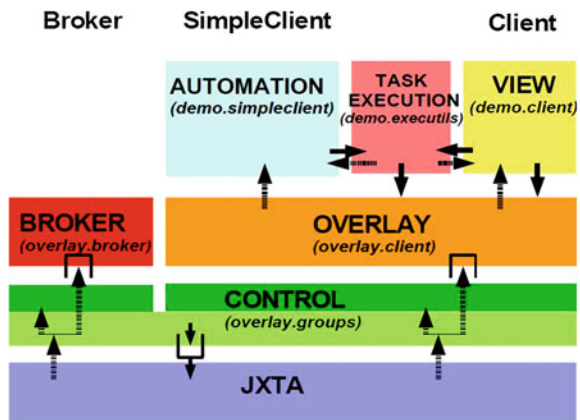 Broker SimpleClient Client
AUTOMATION
(demo.simpleclient)
TASK
EXECUTION
(demo.executils)
VIEW
(demo.client)
BROKER
(overlay.broker)
OVERLAY
(overlay.client)
CONTROL
(overlay.groups)
JXTA